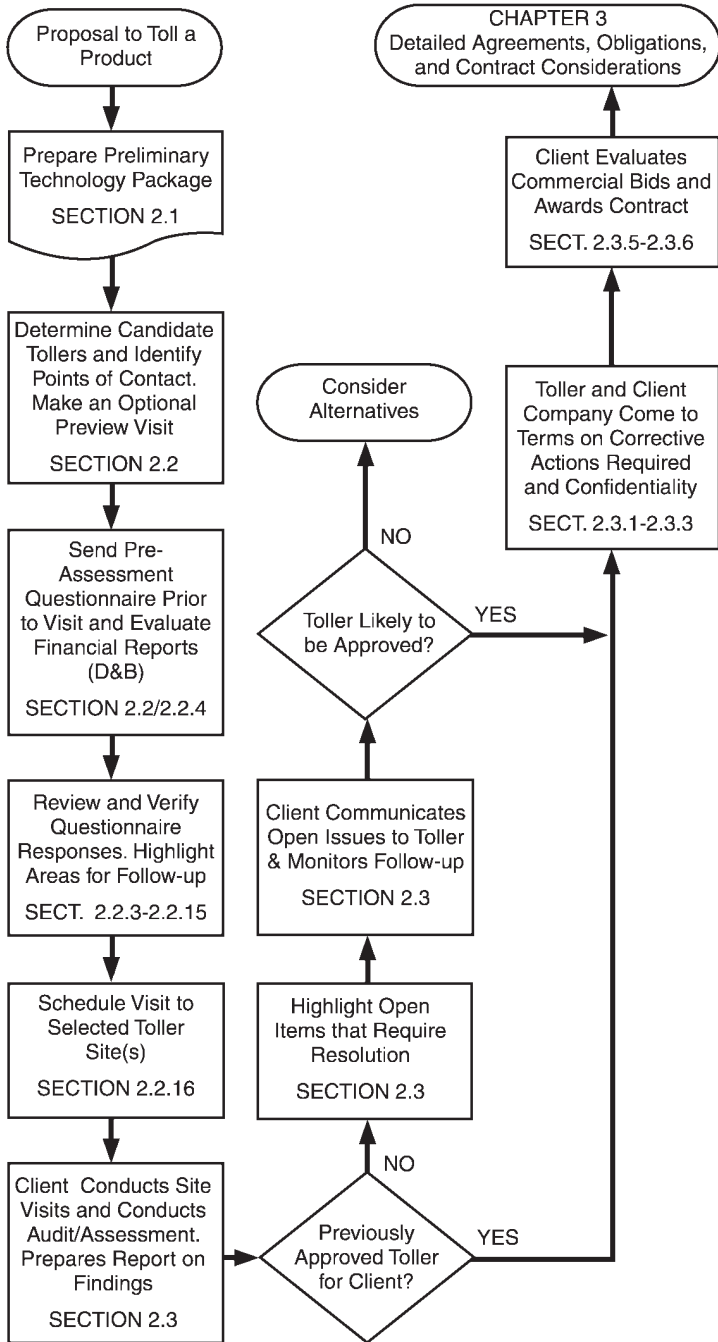 Proposal to Toll a
Product
Prepare Preliminary
Technology Package
SECTION 2.1
Determine Candidate
Tollers and Identify
Points of Contact.
Make an Optional
Preview Visit
SECTION 2.2
Send Pre-
Assessment
Questionnaire Prior
to Visit and Evaluate
Financial Reports
(D&B)
SECTION 2.2/2.2.4
Review and Verify
Questionnaire
Responses. Highlight
Areas for Follow-up
SECT. 2.2.3-2.2.15
Schedule Visit to
Selected Toller
Site(s)
SECTION 2.2.16
Client Conducts Site
Visits and Conducts
Audit/Assessment.
Prepares Report on
Findings
SECTION 2.3
Previously
Approved Toller
for Client?
NO
YES
Highlight Open
Items that Require
Resolution
SECTION 2.3
Client Communicates
Open Issues to Toller
& Monitors Follow-up
SECTION 2.3
Toller Likely to
be Approved?
NO
YES
Consider
Alternatives
Toller and Client
Company Come to
Terms on Corrective
Actions Required
and Confidentiality
SECT. 2.3.1-2.3.3
Client Evaluates
Commercial Bids and
Awards Contract
SECT. 2.3.5-2.3.6
CHAPTER 3
Detailed Agreements, Obligations,
and Contract Considerations